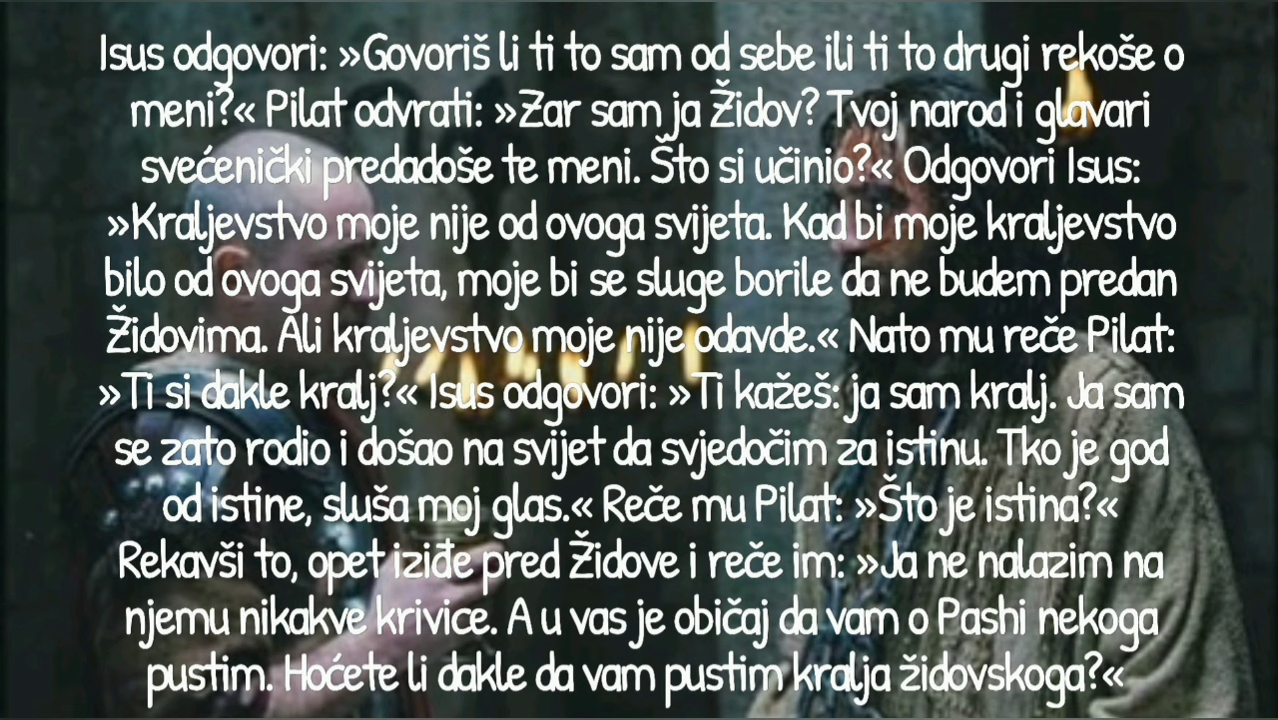 Isus odgovori: »Govoriš li ti to sam od sebe ili ti to drugi rekoše o
meni?« Pilat odvrati: »Zar sam ja Židov? Tvoj narod i glavari
svećenički predadoše te meni. Što si učinio?« Odgovori Isus:
»Kraljevstvo moje nije od ovoga svijeta. Kad bi moje kraljevstvo
bilo od ovoga svijeta, moje bi se sluge borile da ne budem predan
Židovima. Ali kraljevstvo moje nije odavde.« Nato mu reče Pilat:
»Ti si dakle kralj?« Isus odgovori: »Ti kažeš: ja sam kralj. Ja sam
se zato rodio i došao na svijet da svjedočim za istinu. Tko je god
od istine, sluša moj glas.« Reče mu Pilat: »Što je istina?«
Rekavši to, opet iziđe pred Židove i reče im: »Ja ne nalazim na
njemu nikakve krivice. A u vas je običaj da vam o Pashi nekoga
pustim. Hoćete li dakle da vam pustim kralja židovskoga?«